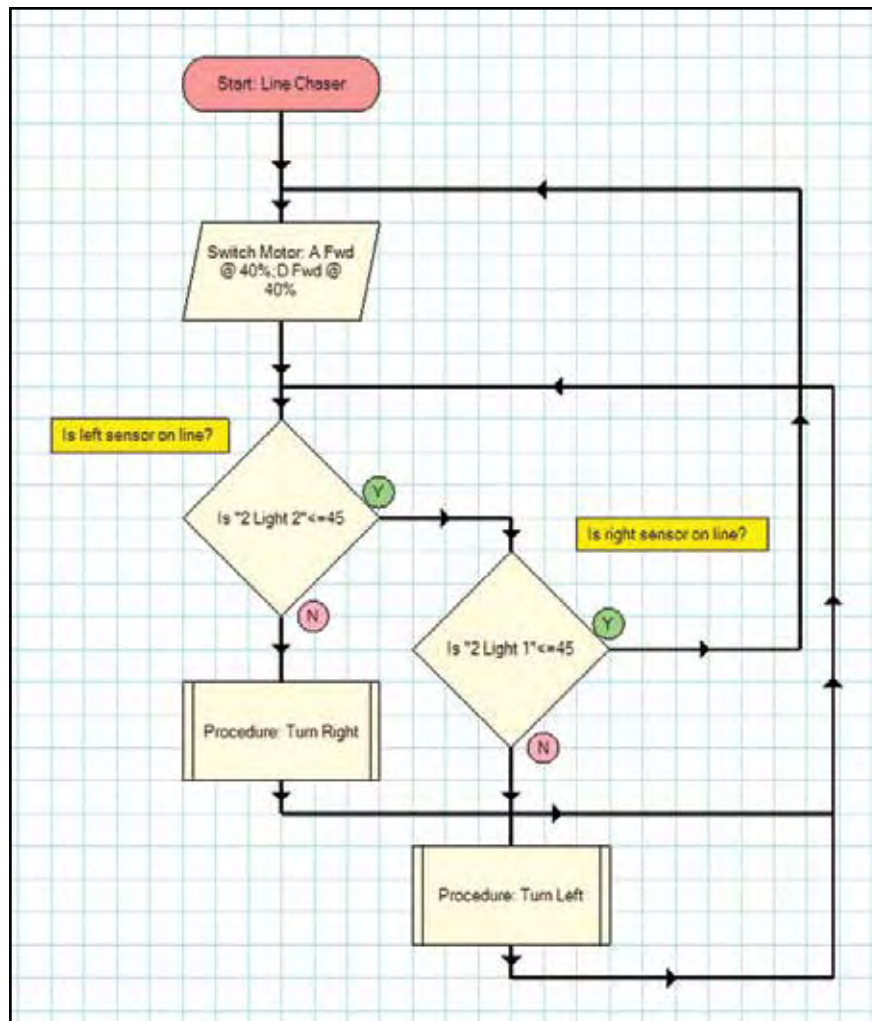 Start: Line Chaser
Switch Motor: A Fwd
@ 40%;D Fwd @
40%
Is left sensor on line?
Y
Is "2 Light 2"<=45
Is right sensor on line?
N
Y
Is "2 Light 1"<=45
Procedure: Turn Right
N
Procedure: Turn Left